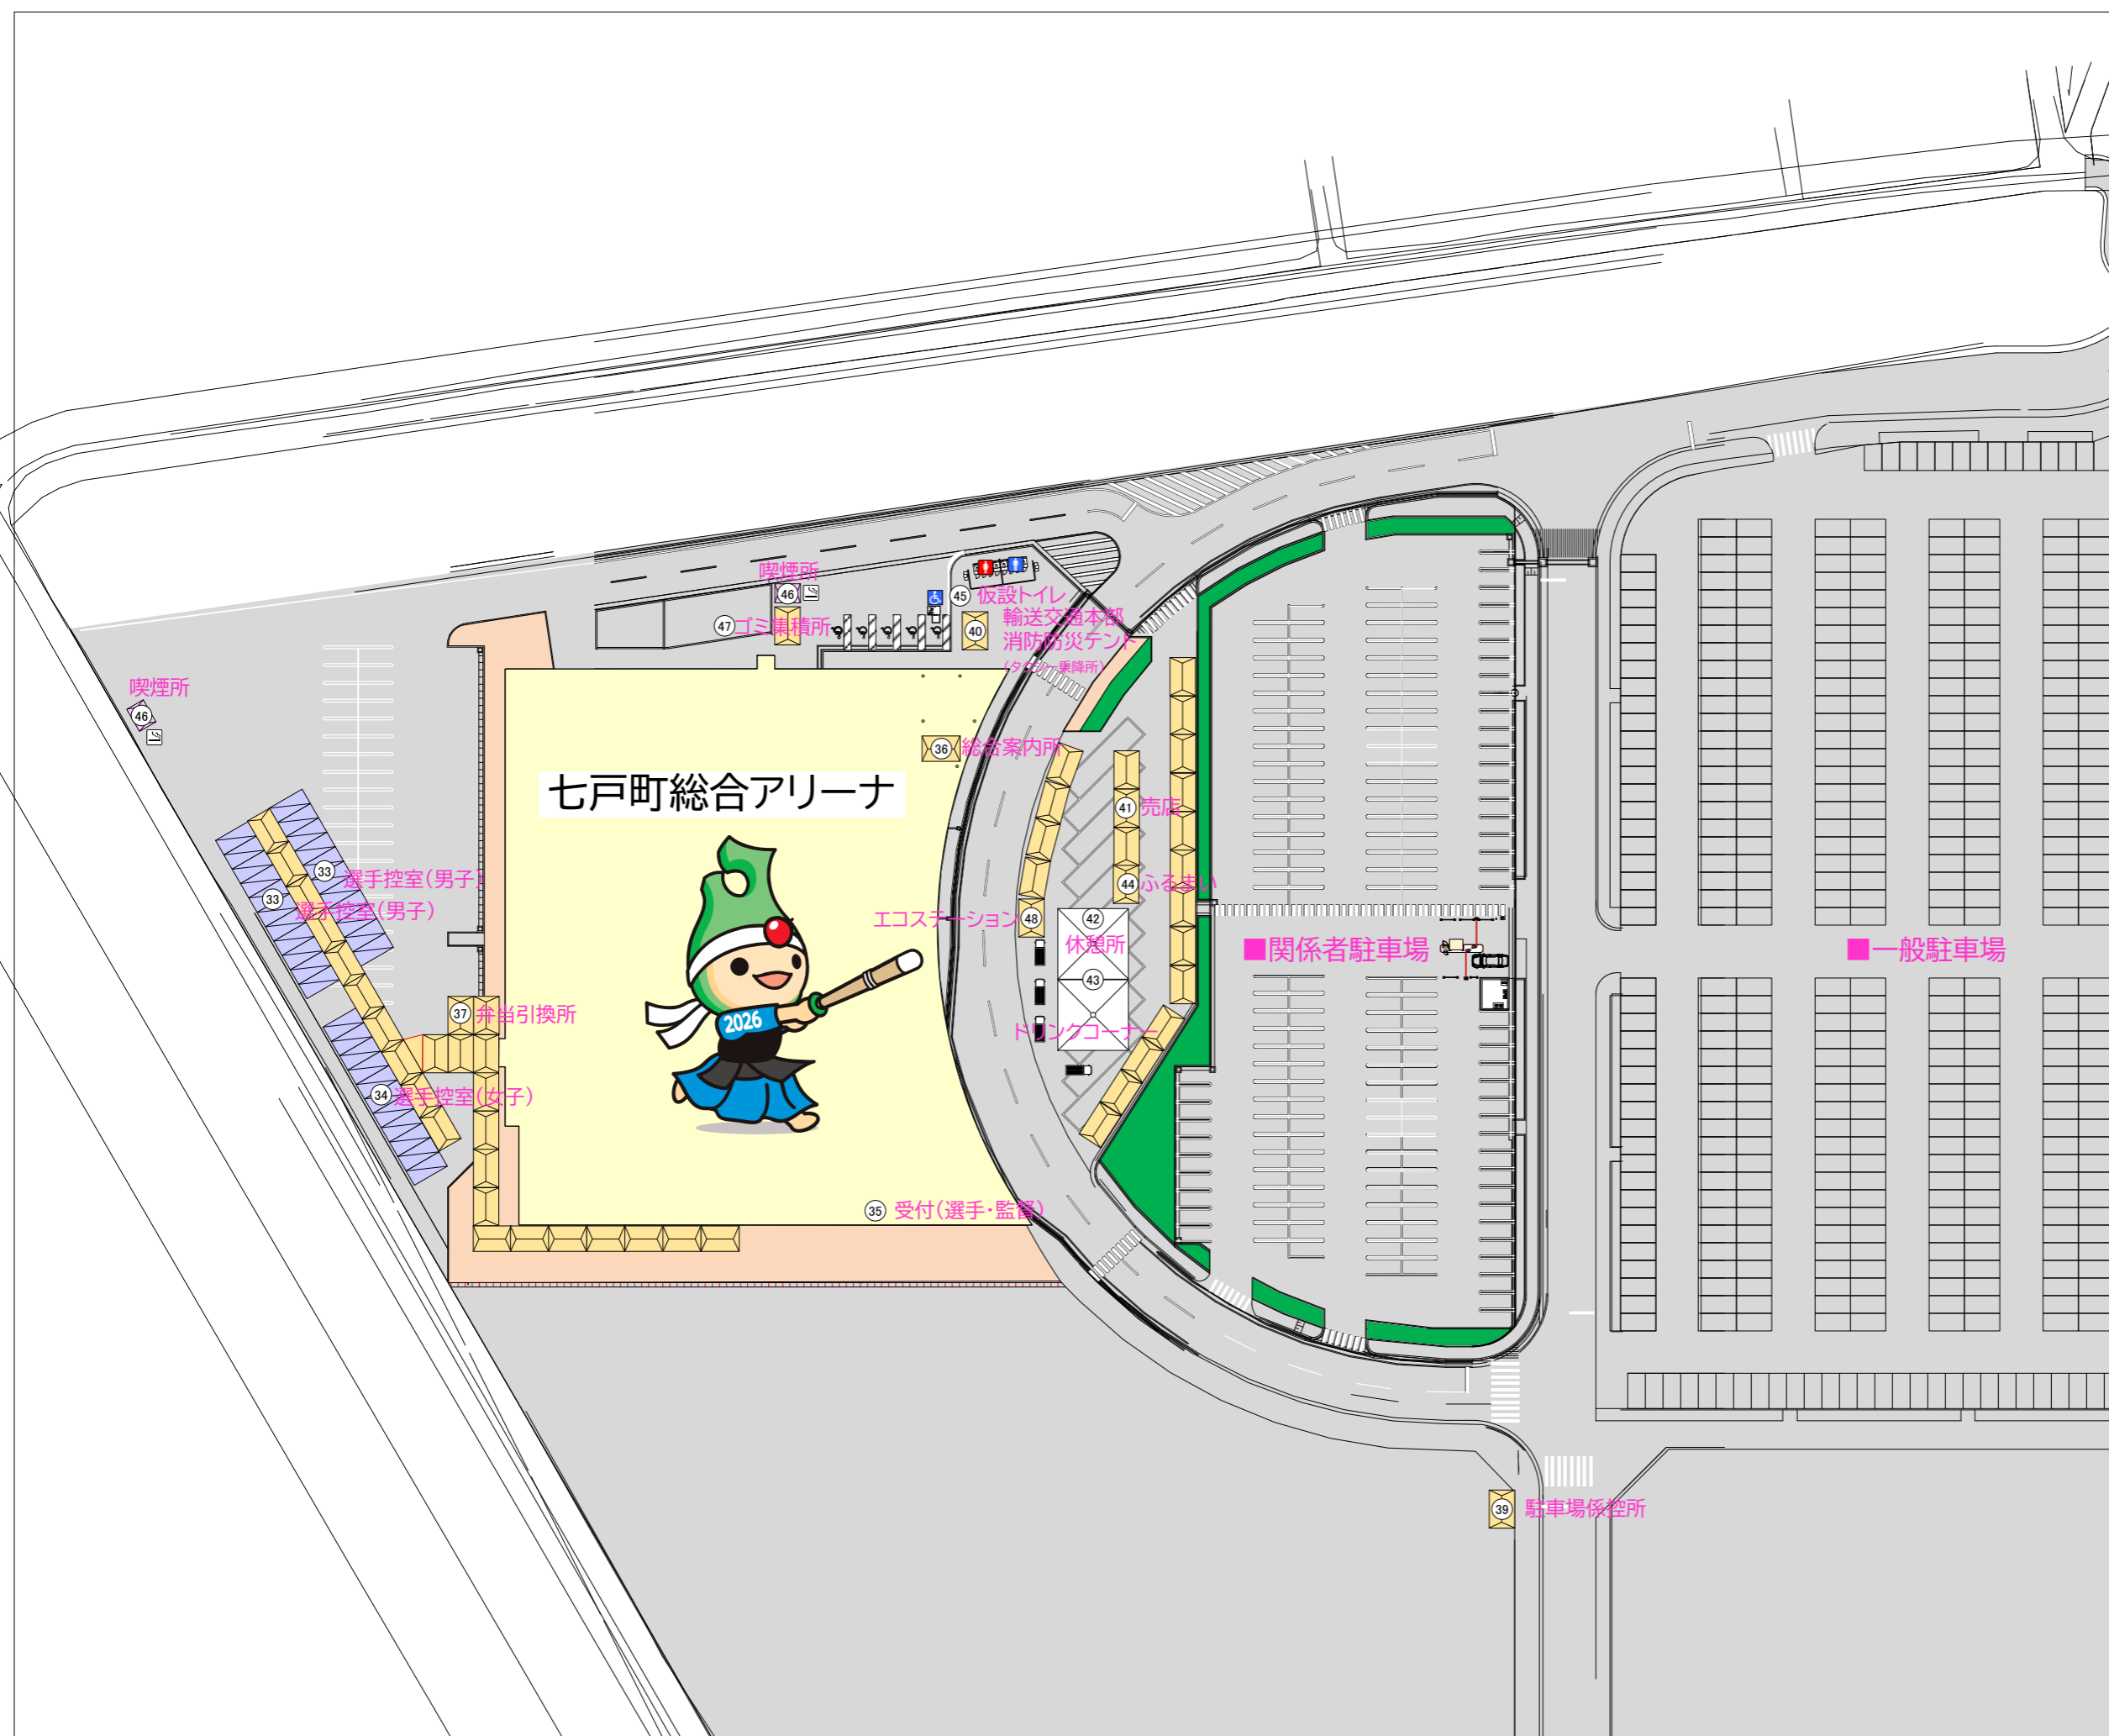 喫煙所
46
45
仮設トイレ
47
ゴミ集積所
40
輸送交通本部
消防防災テント
(タクシー乗降所)
喫煙所
46
36
総合案内所
七戸町総合アリーナ
41
売店
33
選手控室(男子)
33
選手控室(男子)
44
ふるまい
エコステーション
48
42
休憩所
■関係者駐車場
■一般駐車場
43
37
弁当引換所
2026
ドリンクコーナー
34
選手控室(女子)
35
受付(選手・監督)
39
駐車場係控所